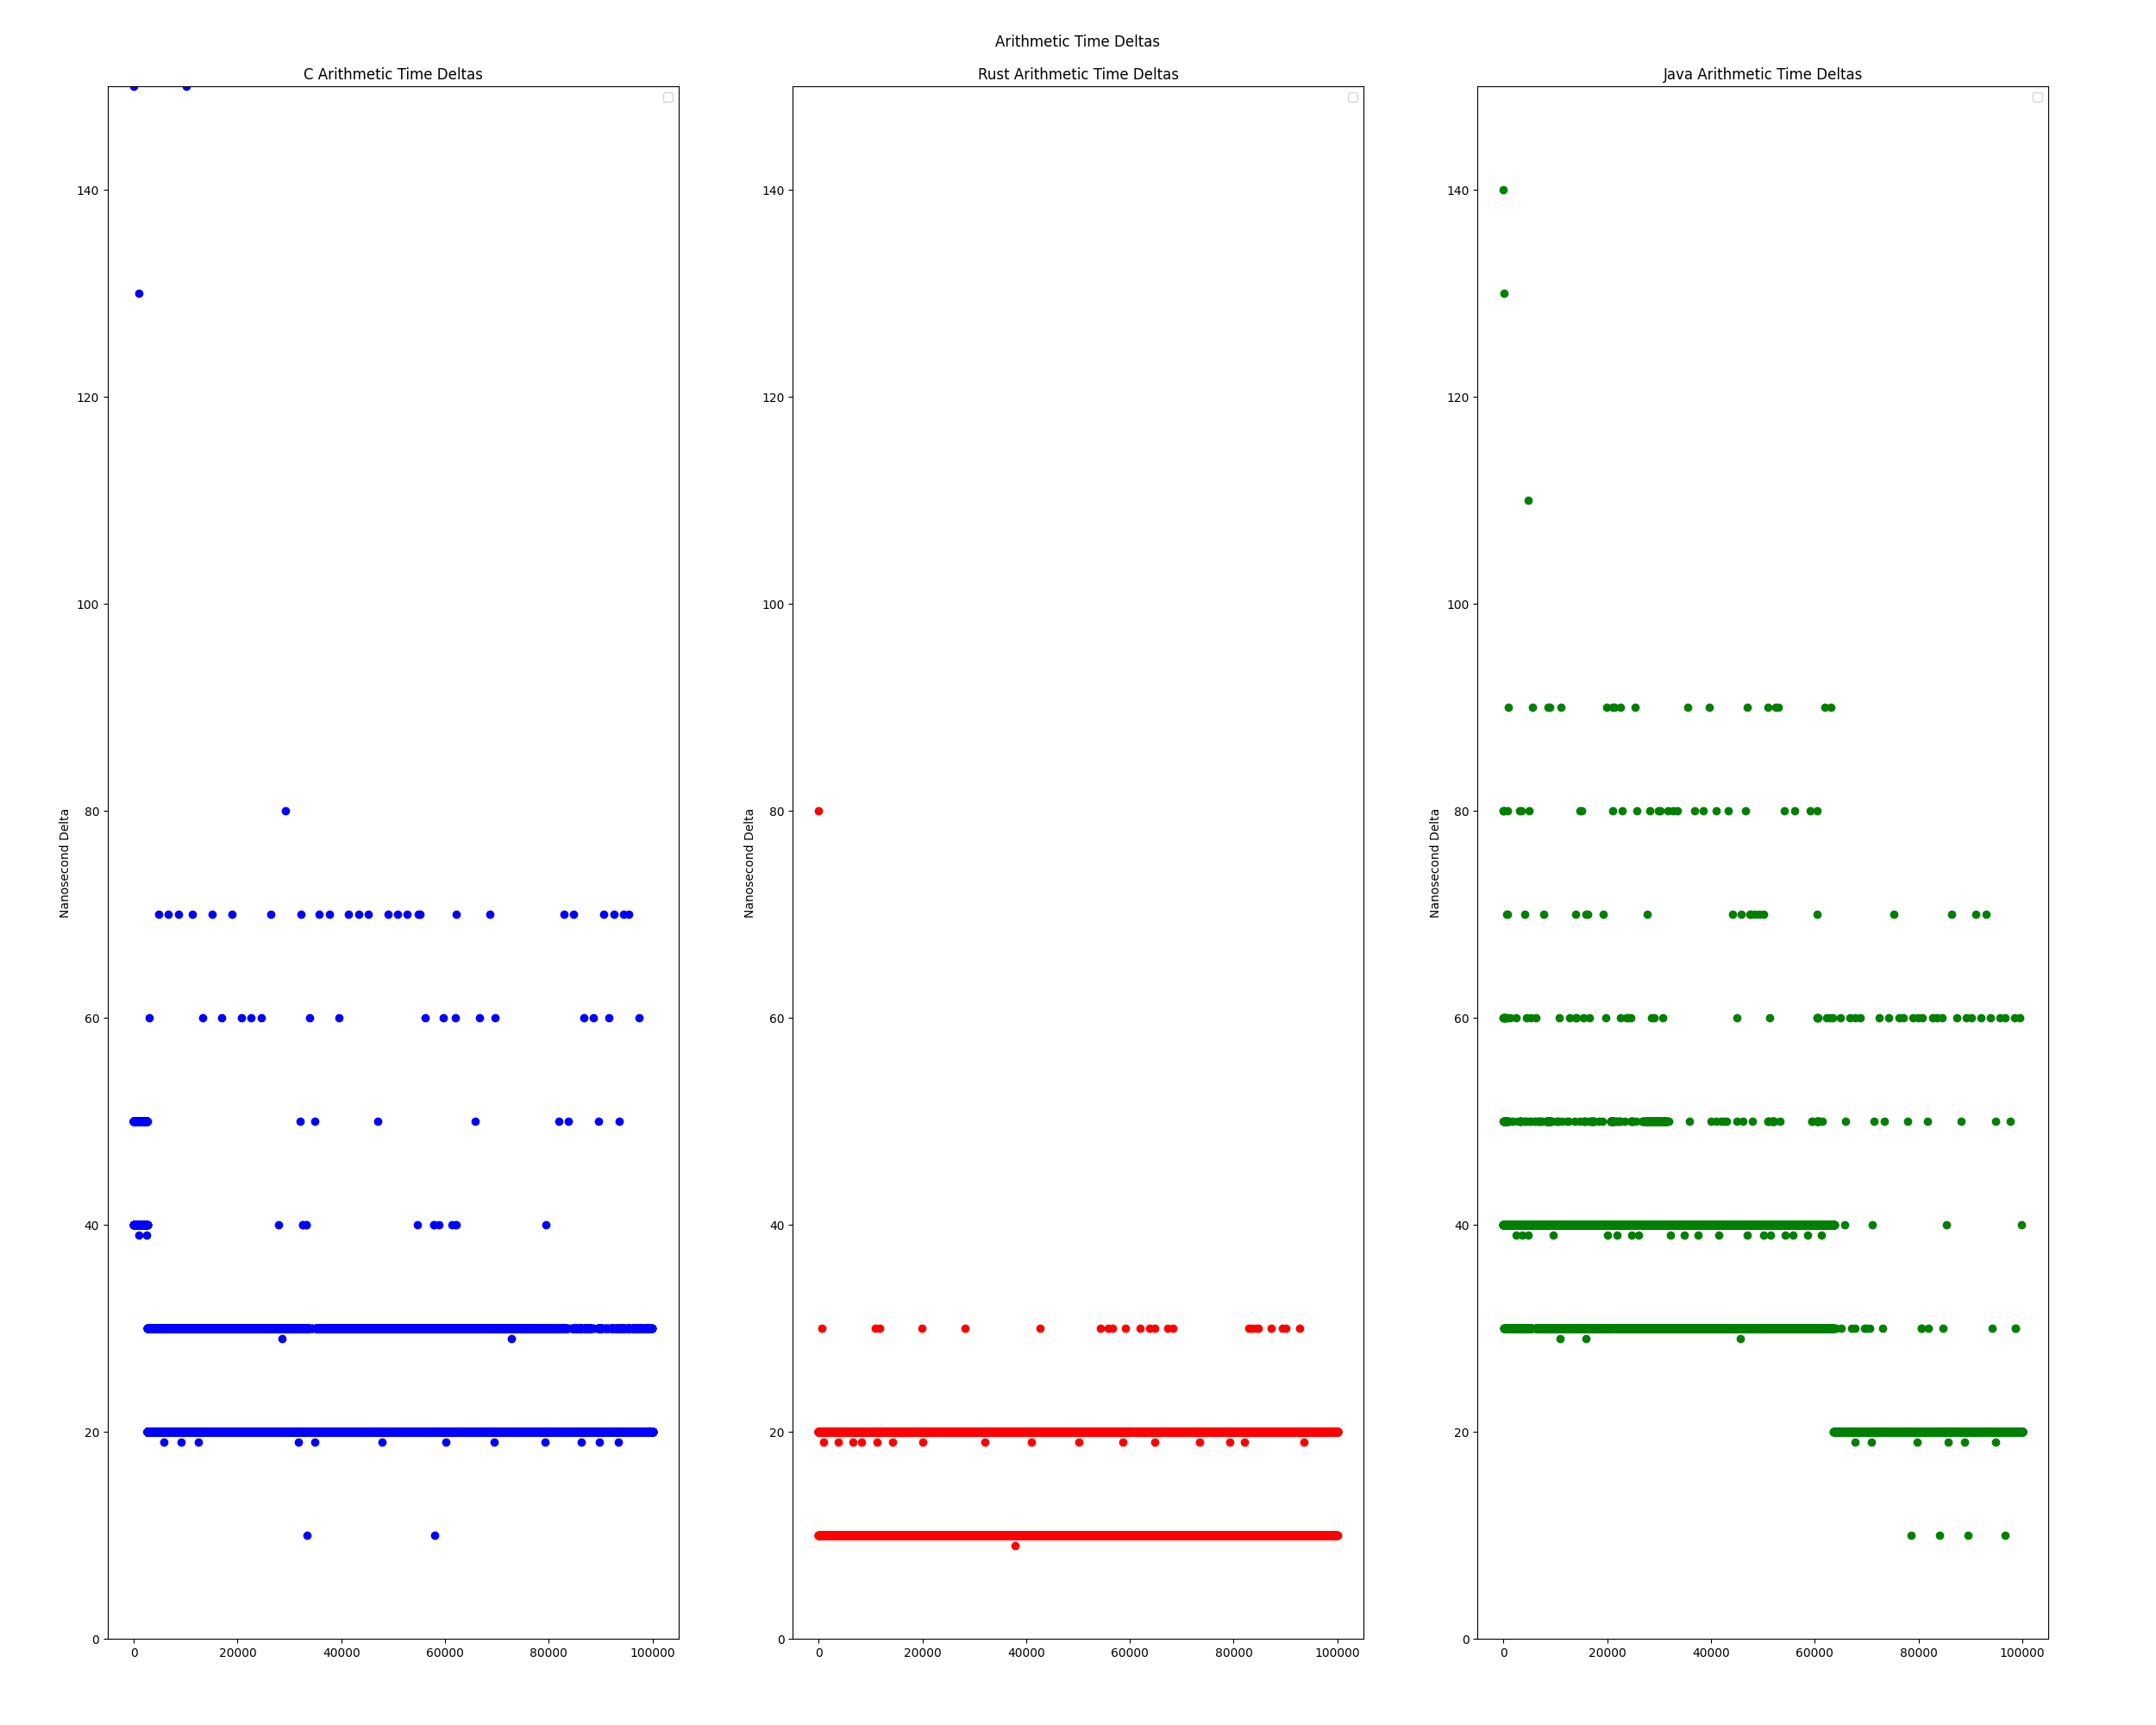 Arithmetic Time Deltas
C Arithmetic Time Deltas
Rust Arithmetic Time Deltas
Java Arithmetic Time Deltas
Nanosecond Delta
140
120
100
80
60
40
20
0
0 20000 40000 60000 80000 100000
Nanosecond Delta
140
120
100
80
60
40
20
0
0 20000 40000 60000 80000 100000
Nanosecond Delta
140
120
100
80
60
40
20
0
0 20000 40000 60000 80000 100000